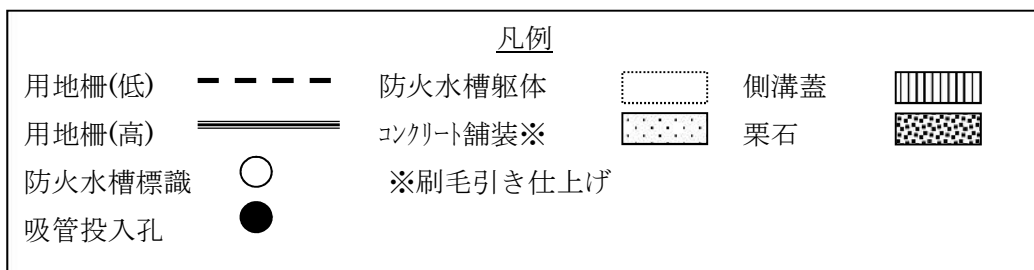 凡例
用地柵(低) 防火水槽躯体 側溝蓋
用地柵(高) ｺﾝｸﾘｰﾄ舗装※ 栗石
防火水槽標識 ※刷毛引き仕上げ
吸管投入孔